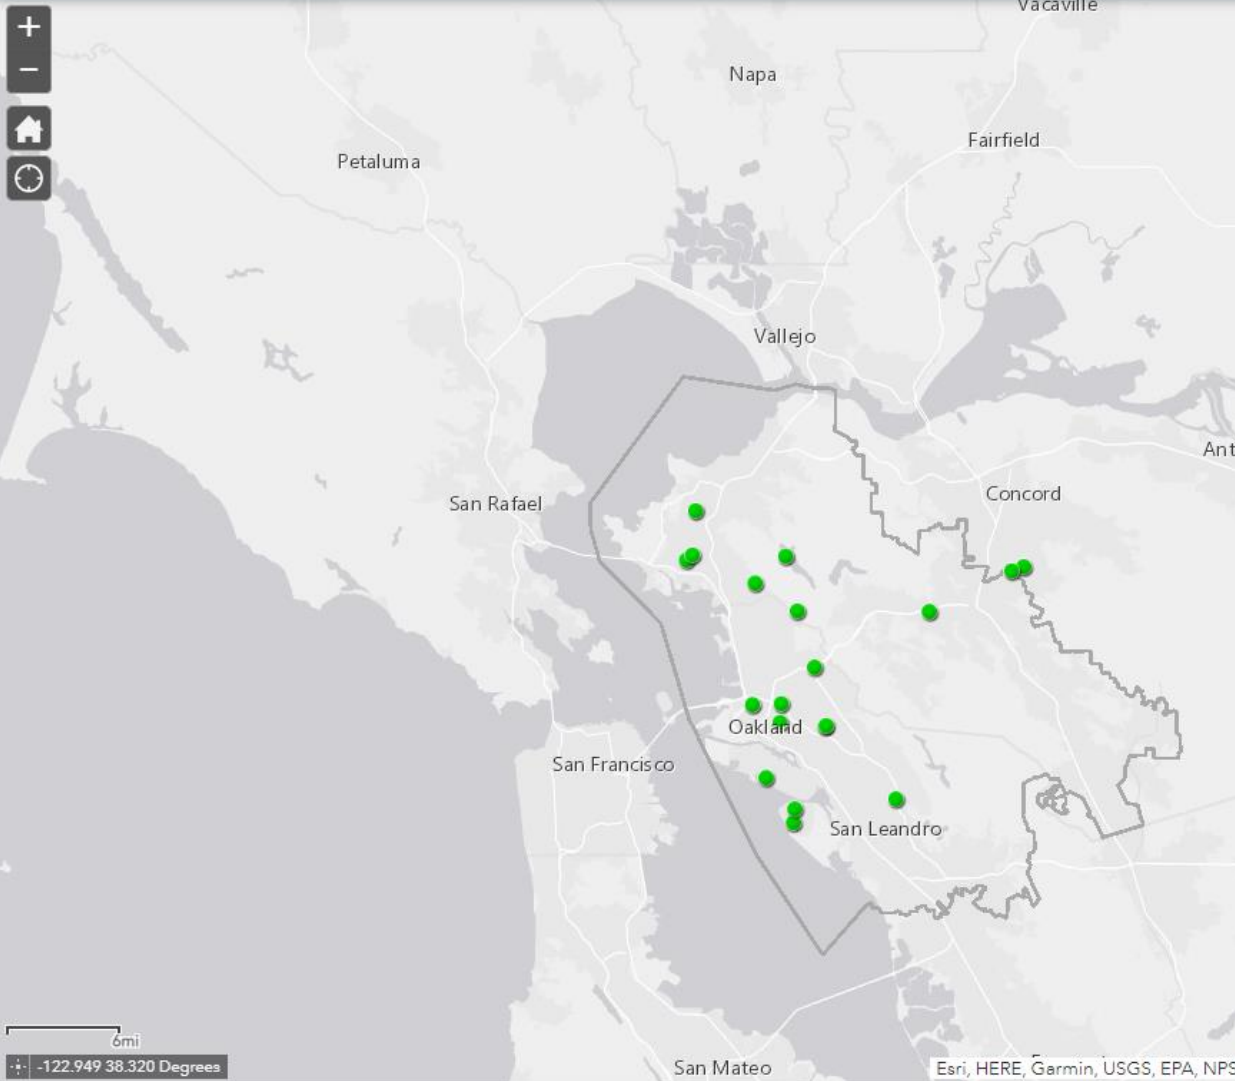 Vacaville
+
−
Napa
Fairfield
Petaluma
Vallejo
Ant
Concord
San Rafael
Oakland
San Francisco
San Leandro
6mi
-122.949 38.320 Degrees
San Mateo
Esri, HERE, Garmin, USGS, EPA, NPS